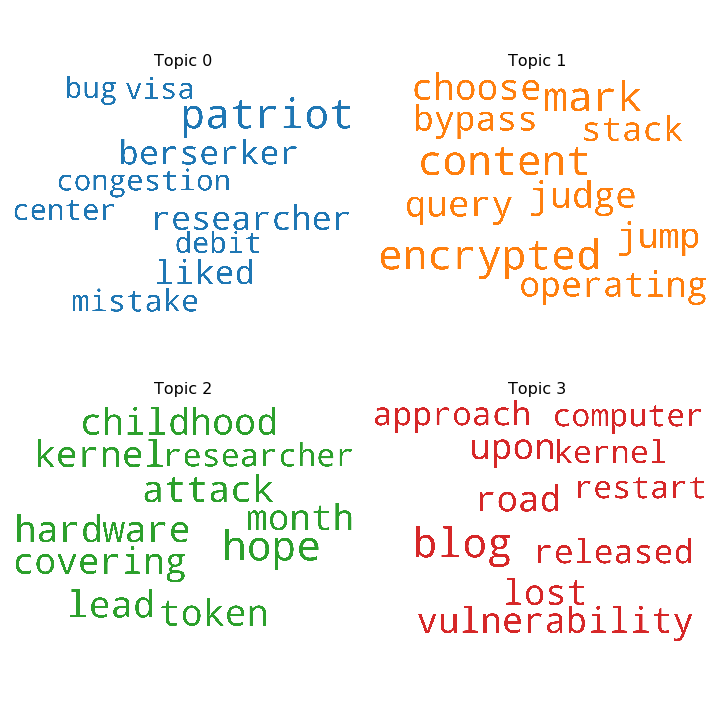 Topic 0
bug visa
patriot
berserker
congestion
center
researcher
debit
liked
mistake
Topic 1
choose
mark
bypass
stack
content
judge
query
jump
encrypted
operating
Topic 2
childhood
kernel
researcher
attack
month
hardware
hope
covering
lead
token
Topic 3
approach
computer
upon
kernel
restart
road
blog
released
lost
vulnerability